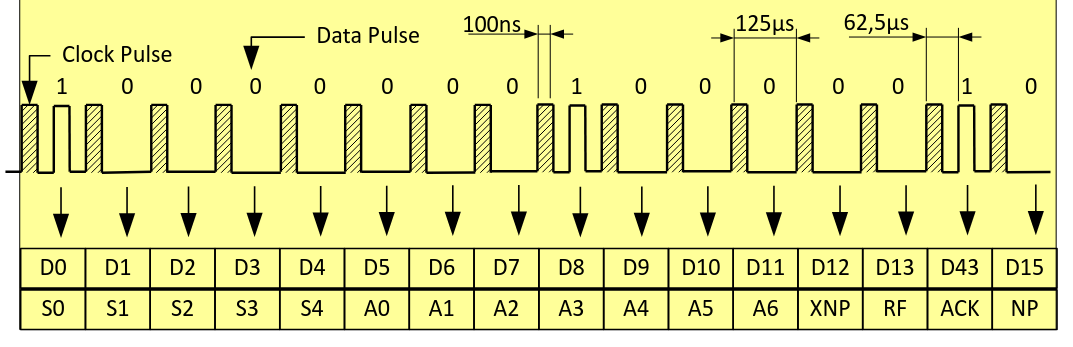 100ns 125µs 62,5µs
Data Pulse
Clock Pulse
1 0 0 0 0 0 0 0 1 0 0 0 0 0 1 0
D0 D1 D2 D3 D4 D5 D6 D7 D8 D9 D10 D11 D12 D13 D43 D15
S0 S1 S2 S3 S4 A0 A1 A2 A3 A4 A5 A6 XNP RF ACK NP